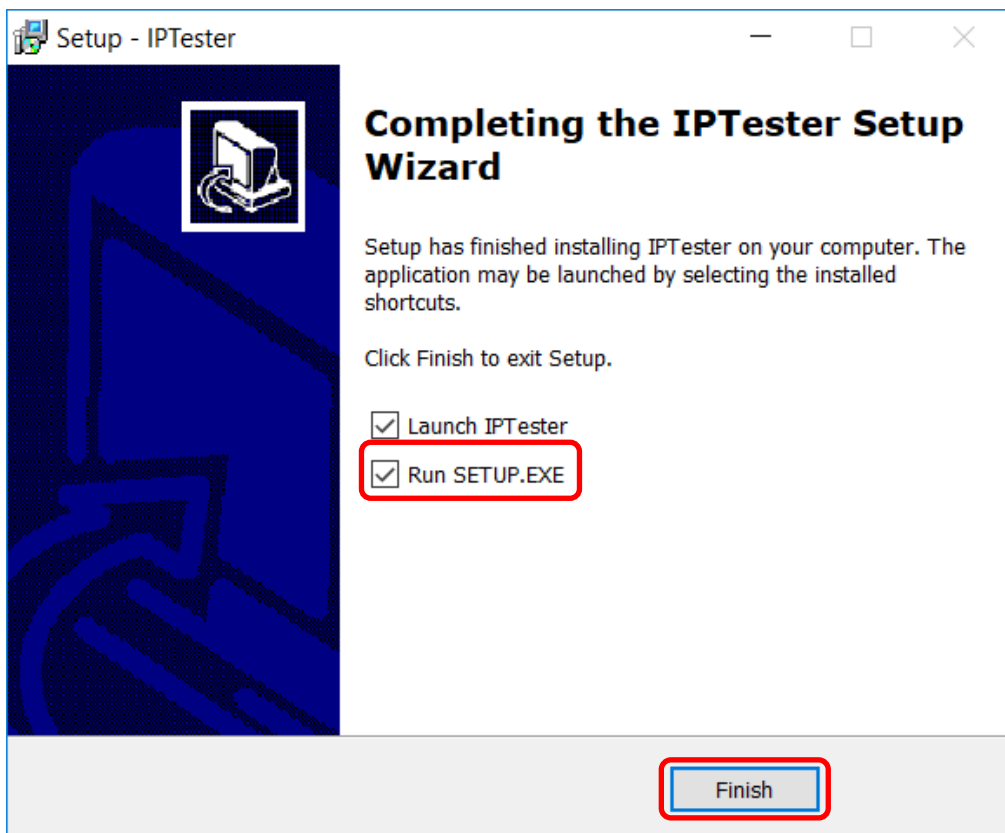 Setup - IPTester
Completing the IPTester Setup
Wizard
Setup has finished installing IPTester on your computer. The
application may be launched by selecting the installed
shortcuts.
Click Finish to exit Setup.
Launch IPTester
Run SETUP.EXE
Finish